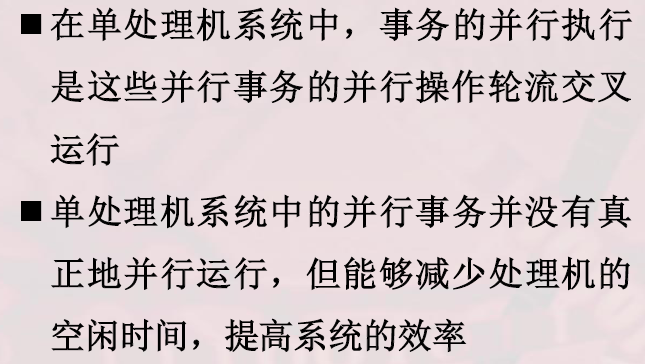 ■在单处理机系统中，事务的并行执行
是这些并行事务的并行操作轮流交叉
运行
■单处理机系统中的并行事务并没有真
正地并行运行，但能够减少处理机的
空闲时间，提高系统的效率